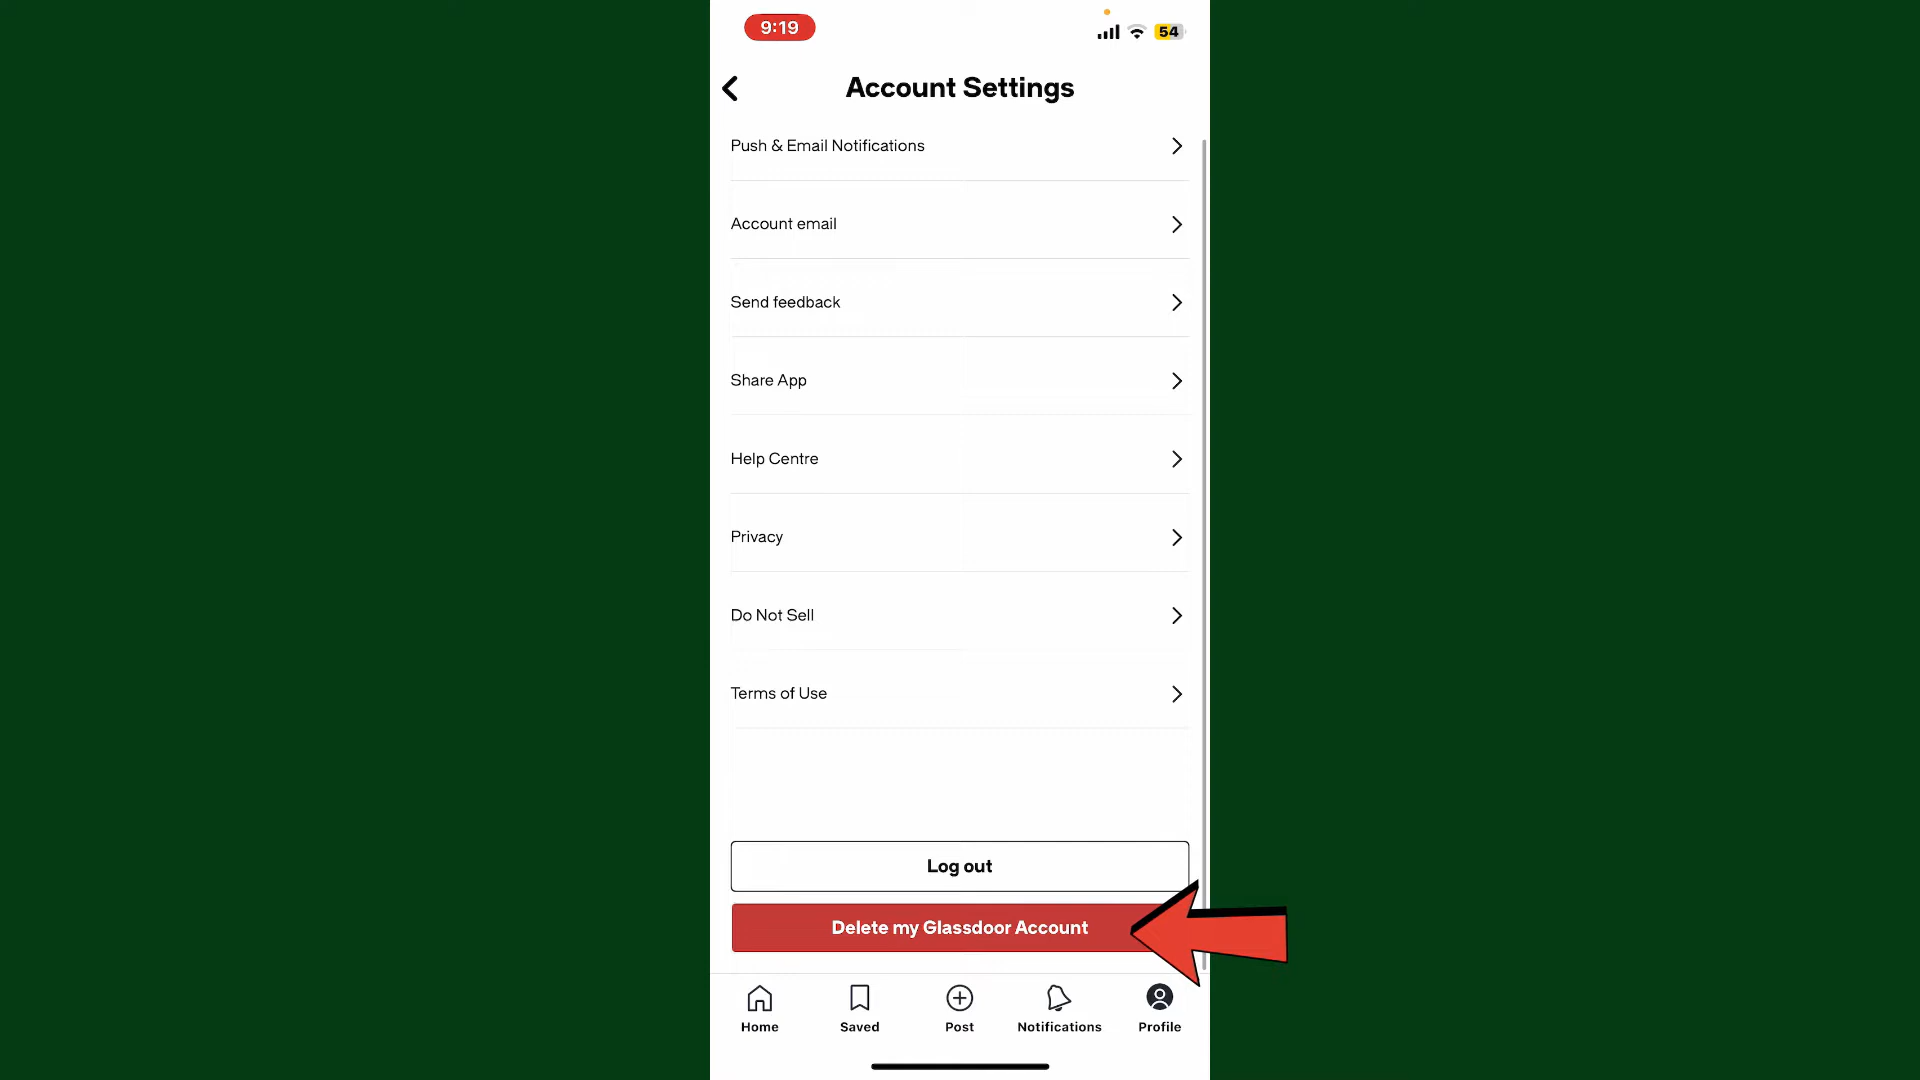 9:19
54
Account Settings
Push & Email Notifications
Account email
Send feedback
Share App
Help Centre
Privacy
Do Not Sell
Terms of Use
Log out
Delete my Glassdoor Account
Home Saved Post Notifications Profile